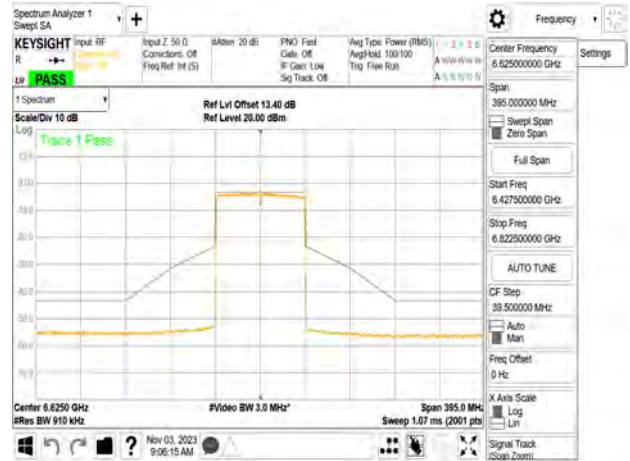 Spectrum Analyzer 1
Swept SA
+
Frequency
KEYSIGHT
Input: RF
Input Z: 50 Ω
Corrections: Off
Freq Ref: Int (S)
#Atten: 20 dB
PNO: Fast
Gate: Off
IF Gain: Low
Sig Track: Off
Avg Type: Power (RMS)
Avg|Hold: 100/100
Trig: Free Run
R
PASS
1 Spectrum
Scale/Div 10 dB
Ref Lvl Offset 13.40 dB
Ref Level 20.00 dBm
Log
Trace 1 Pass
Center 6.6250 GHz
#Res BW 910 kHz
#Video BW 3.0 MHz*
Span 395.0 MHz
Sweep 1.07 ms (2001 pts
Nov 03, 2023
9:06:15 AM
?
Center Frequency
6.625000000 GHz
Settings
Span
395.000000 MHz
Swept Span
Zero Span
Full Span
Start Freq
6.427500000 GHz
Stop Freq
6.822500000 GHz
AUTO TUNE
CF Step
39.500000 MHz
Auto
Man
Freq Offset
0 Hz
X Axis Scale
Log
Lin
Signal Track
(Span Zoom)